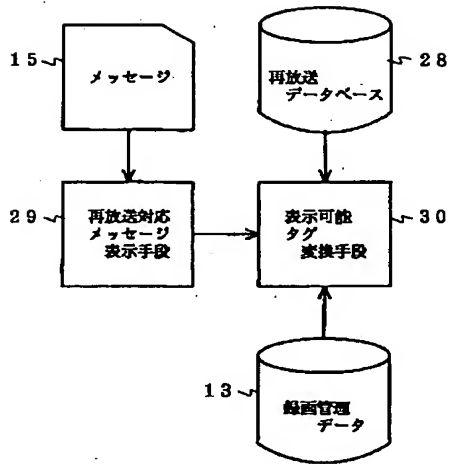 15
メッセージ
再放送
データベース
28
29
再放送対応
メッセージ
表示手段
表示可能
タグ
変換手段
30
13
録画管理
データ